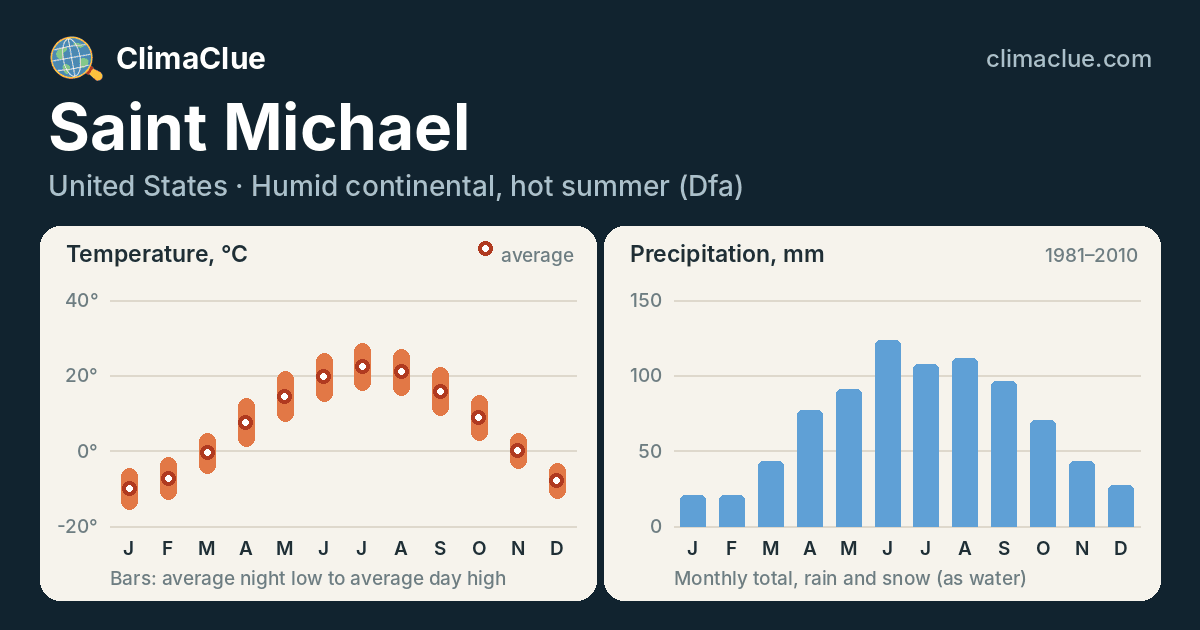 ClimaClue
climaclue.com
Saint Michael
United States · Humid continental, hot summer (Dfa)
Temperature, °C
average
40°
20°
0°
-20°
J F M A M J J A S O N D
Bars: average night low to average day high
Precipitation, mm
1981–2010
150
100
50
0
J F M A M J J A S O N D
Monthly total, rain and snow (as water)